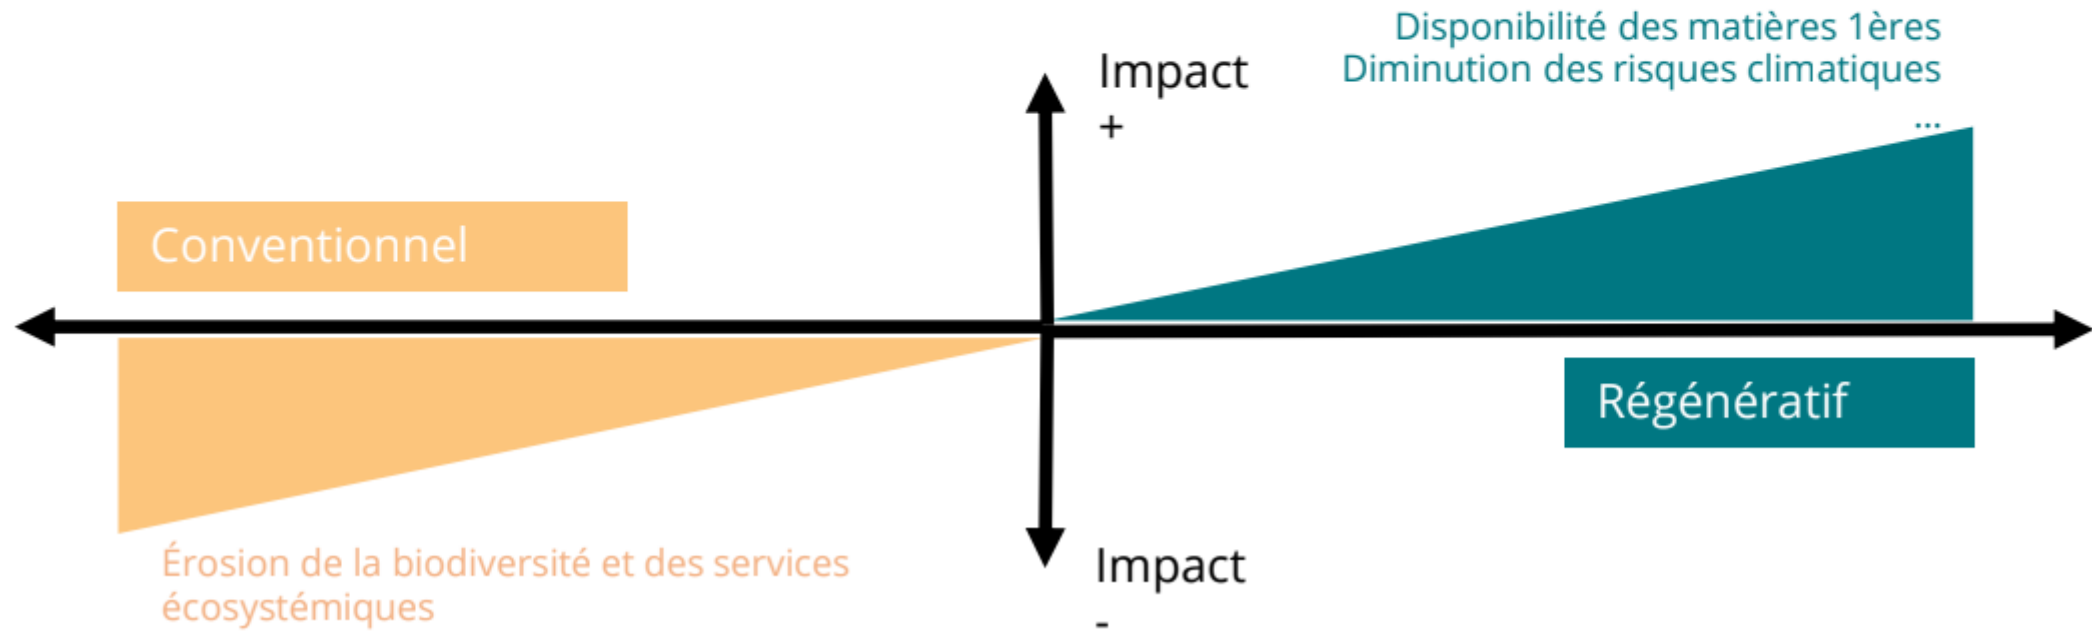 Disponibilité des matières 1ères
Diminution des risques climatiques
...
Impact
+
Conventionnel
Régénératif
Érosion de la biodiversité et des services
écosystémiques
Impact
-